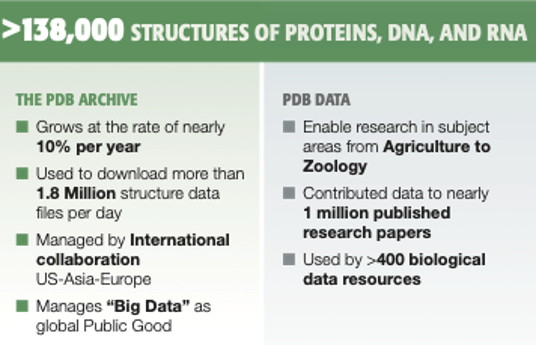 >138,000 STRUCTURES OF PROTEINS, DNA, AND RNA
THE PDB ARCHIVE
Grows at the rate of nearly
10% per year
Used to download more than
1.8 Million structure data
files per day
Managed by International
collaboration
US-Asia-Europe
Manages “Big Data” as
global Public Good
PDB DATA
Enable research in subject
areas from Agriculture to
Zoology
Contributed data to nearly
1 million published
research papers
Used by >400 biological
data resources